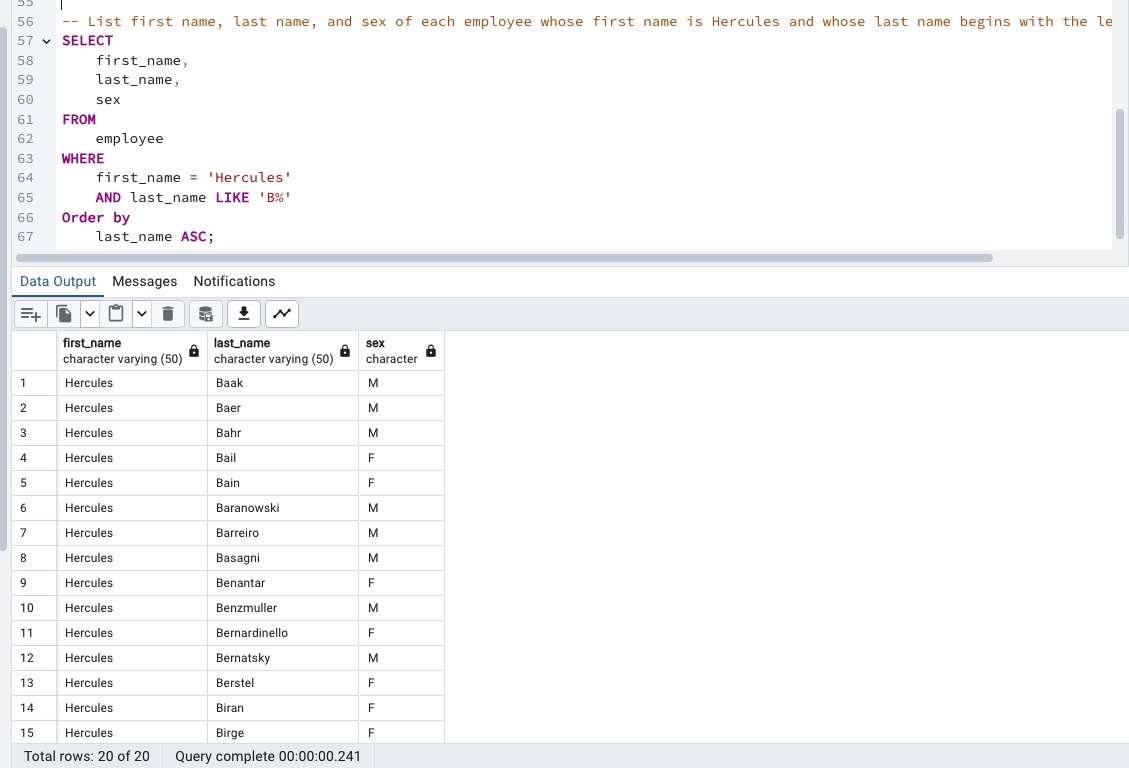 55
56 -- List first name, last name, and sex of each employee whose first name is Hercules and whose last name begins with the le
57 SELECT
58 first_name,
59 last_name,
60 sex
61 FROM
62 employee
63 WHERE
64 first_name = 'Hercules'
65 AND last_name LIKE 'B%'
66 Order by
67 last_name ASC;
Data Output Messages Notifications
first_name last_name sex
character varying (50) character varying (50) character
1 Hercules Baak M
2 Hercules Baer M
3 Hercules Bahr M
4 Hercules Bail F
5 Hercules Bain F
6 Hercules Baranowski M
7 Hercules Barreiro M
8 Hercules Basagni M
9 Hercules Benantar F
10 Hercules Benzmuller M
11 Hercules Bernardinello F
12 Hercules Bernatsky M
13 Hercules Berstel F
14 Hercules Biran F
15 Hercules Birge F
Total rows: 20 of 20 Query complete 00:00:00.241